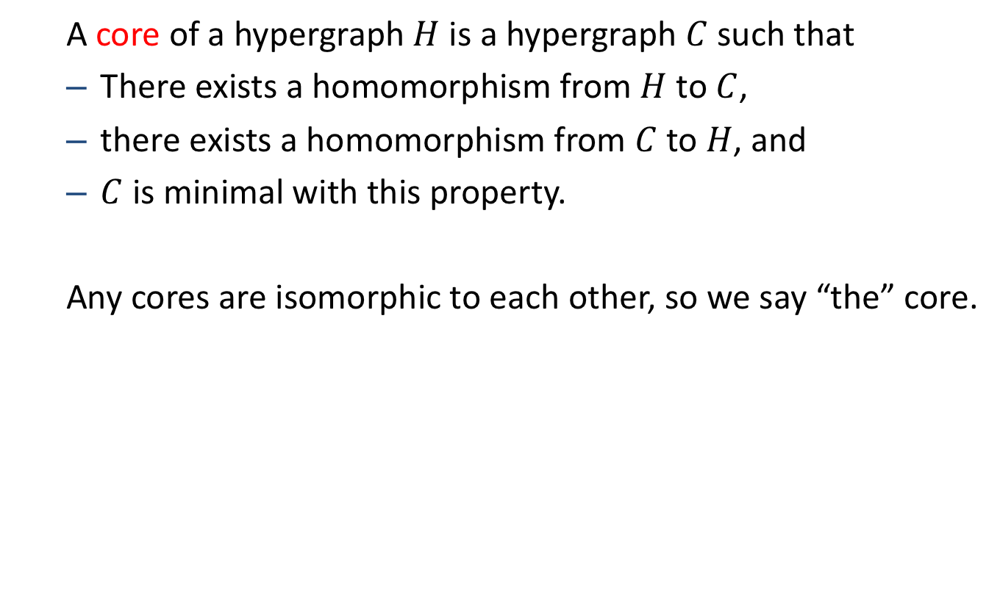 A core of a hypergraph 𝐻 is a hypergraph 𝐶 such that
– There exists a homomorphism from 𝐻 to 𝐶,
– there exists a homomorphism from 𝐶 to 𝐻, and
– 𝐶 is minimal with this property.
Any cores are isomorphic to each other, so we say “the” core.